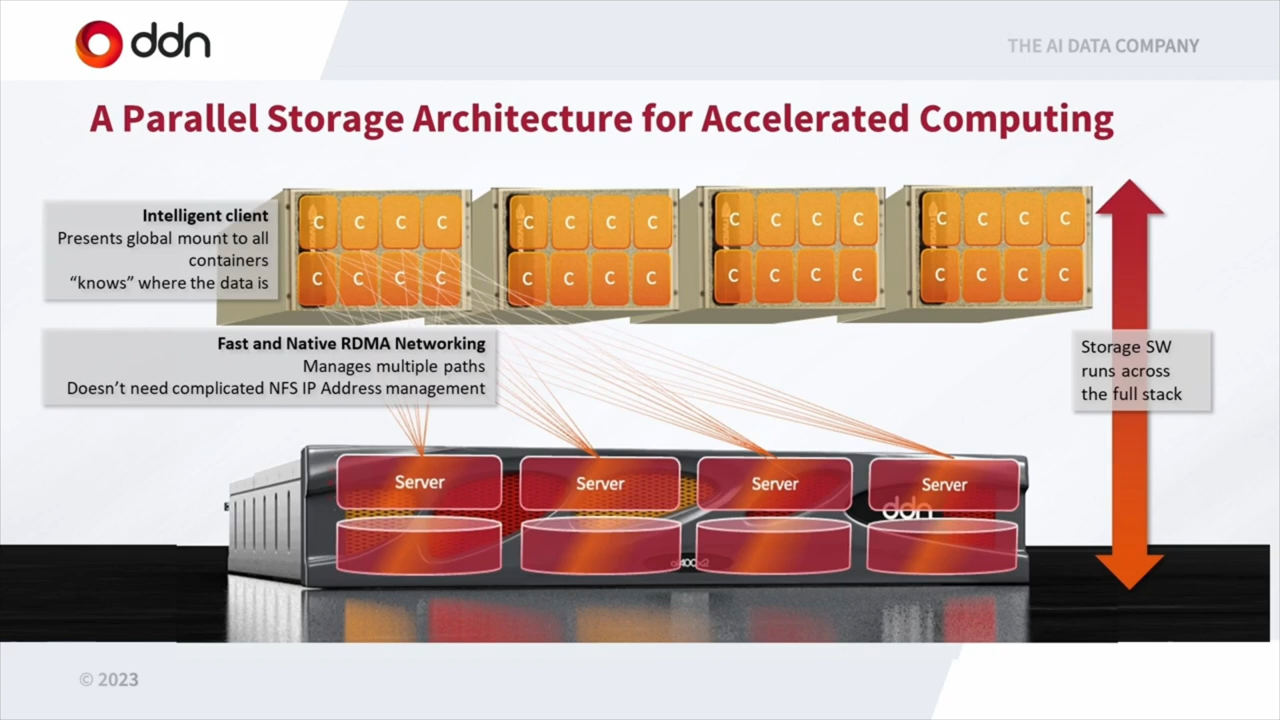 ddn
THE AI DATA COMPANY
A Parallel Storage Architecture for Accelerated Computing
Intelligent client
Presents global mount to all
containers
“knows” where the data is
C C C C
C C C C
C C C C
C C C C
C C C C
C C C C
C C C C
C C C C
Fast and Native RDMA Networking
Manages multiple paths
Doesn’t need complicated NFS IP Address management
Storage SW
runs across
the full stack
Server
Server
Server
Server
ddn
© 2023